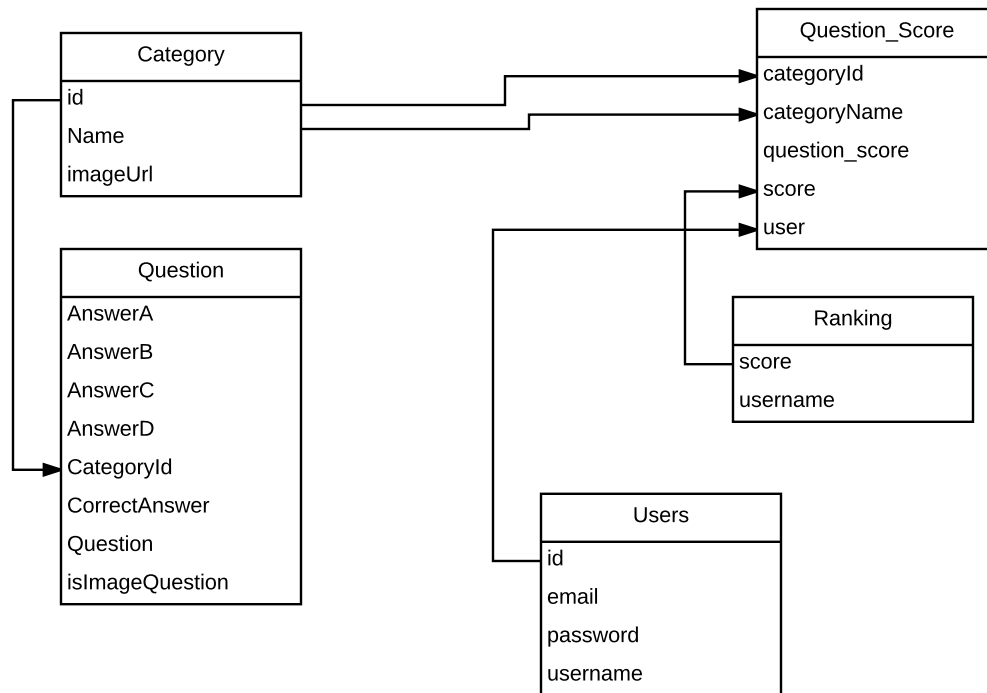 Category
id
Name
imageUrl
Question_Score
categoryId
categoryName
question_score
score
user
Question
AnswerA
AnswerB
AnswerC
AnswerD
CategoryId
CorrectAnswer
Question
isImageQuestion
Ranking
score
username
Users
id
email
password
username